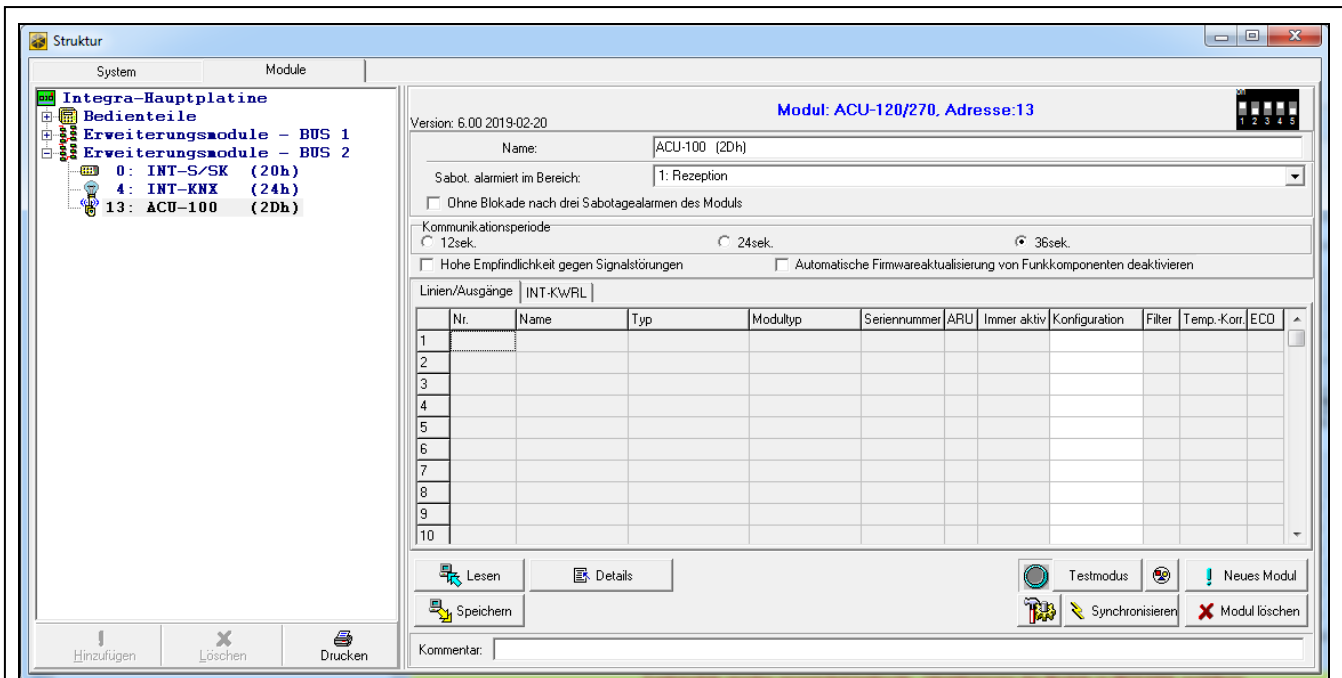 Struktur
System Module
Integra-Hauptplatine
Bedienteile
Erweiterungsmodule - BUS 1
Erweiterungsmodule - BUS 2
0: INT-S/SK (20h)
4: INT-KNX (24h)
13: ACU-100 (2Dh)
Hinzufügen Löschen Drucken
Version: 6.00 2019-02-20
Modul: ACU-120/270, Adresse:13
1 2 3 4 5
Name: ACU-100 (2Dh)
Sabot. alarmiert im Bereich: 1: Rezeption
Ohne Blokade nach drei Sabotagealarmen des Moduls
Kommunikationsperiode
12sek. 24sek. 36sek.
Hohe Empfindlichkeit gegen Signalstörungen Automatische Firmwareaktualisierung von Funkkomponenten deaktivieren
Linien/Ausgänge INT-KWRL
Nr. Name Typ Modultyp Seriennummer ARU Immer aktiv Konfiguration Filter Temp.-Korr. ECO
1
2
3
4
5
6
7
8
9
10
Lesen Details Testmodus Neues Modul
Speichern Synchronisieren Modul löschen
Kommentar: